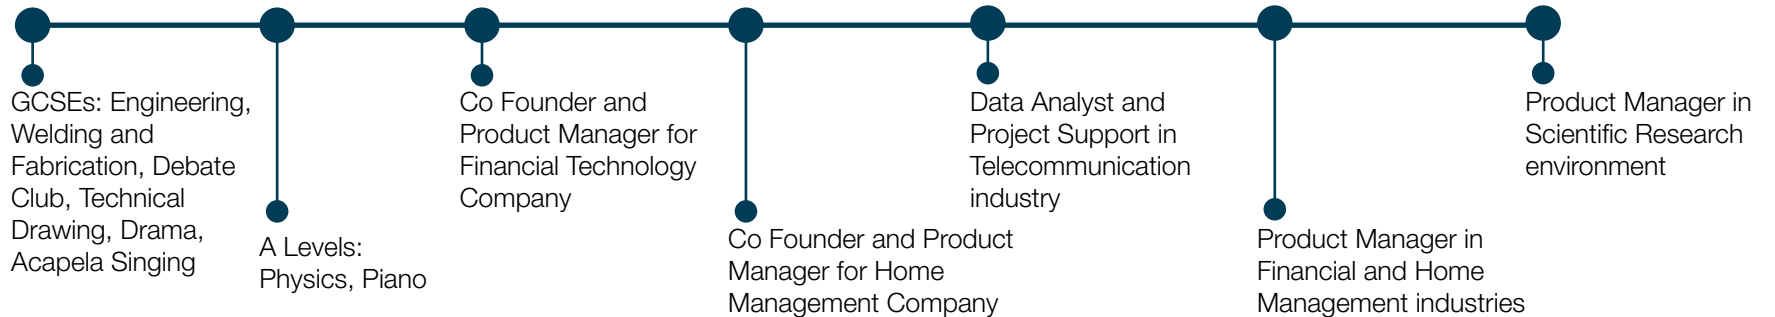 GCSEs: Engineering,
Welding and
Fabrication, Debate
Club, Technical
Drawing, Drama,
Acapela Singing
A Levels:
Physics, Piano
Co Founder and
Product Manager for
Financial Technology
Company
Co Founder and Product
Manager for Home
Management Company
Data Analyst and
Project Support in
Telecommunication
industry
Product Manager in
Financial and Home
Management industries
Product Manager in
Scientific Research
environment